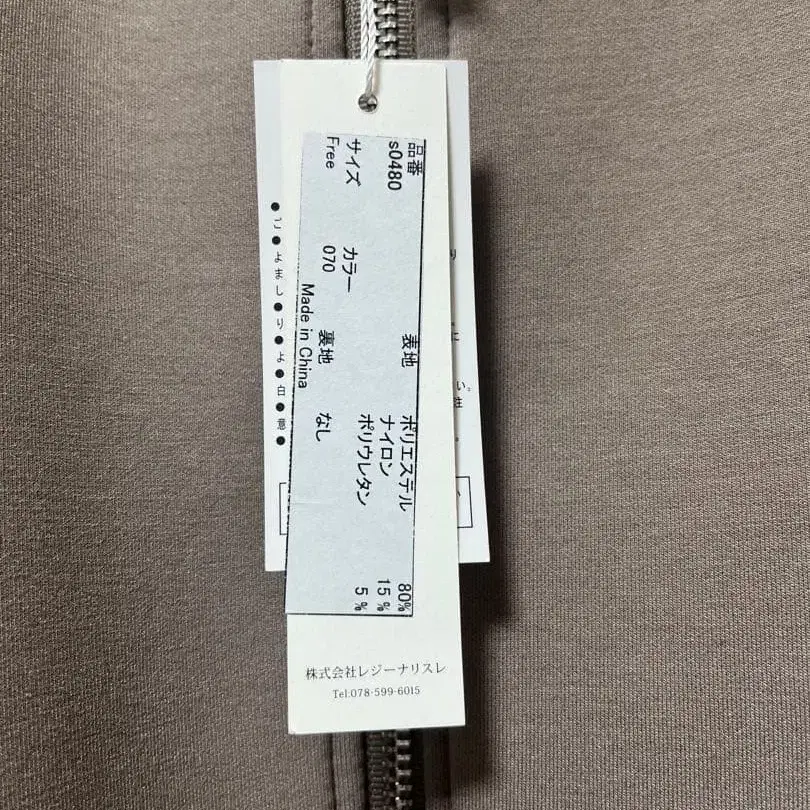 品番
s0480
サイズ カラー
Free 070
表地 ポリエステル 80%
ナイロン 15%
ポリウレタン 5%
裏地 なし
Made in China
株式会社レジーナリスレ
Tel:078-599-6015